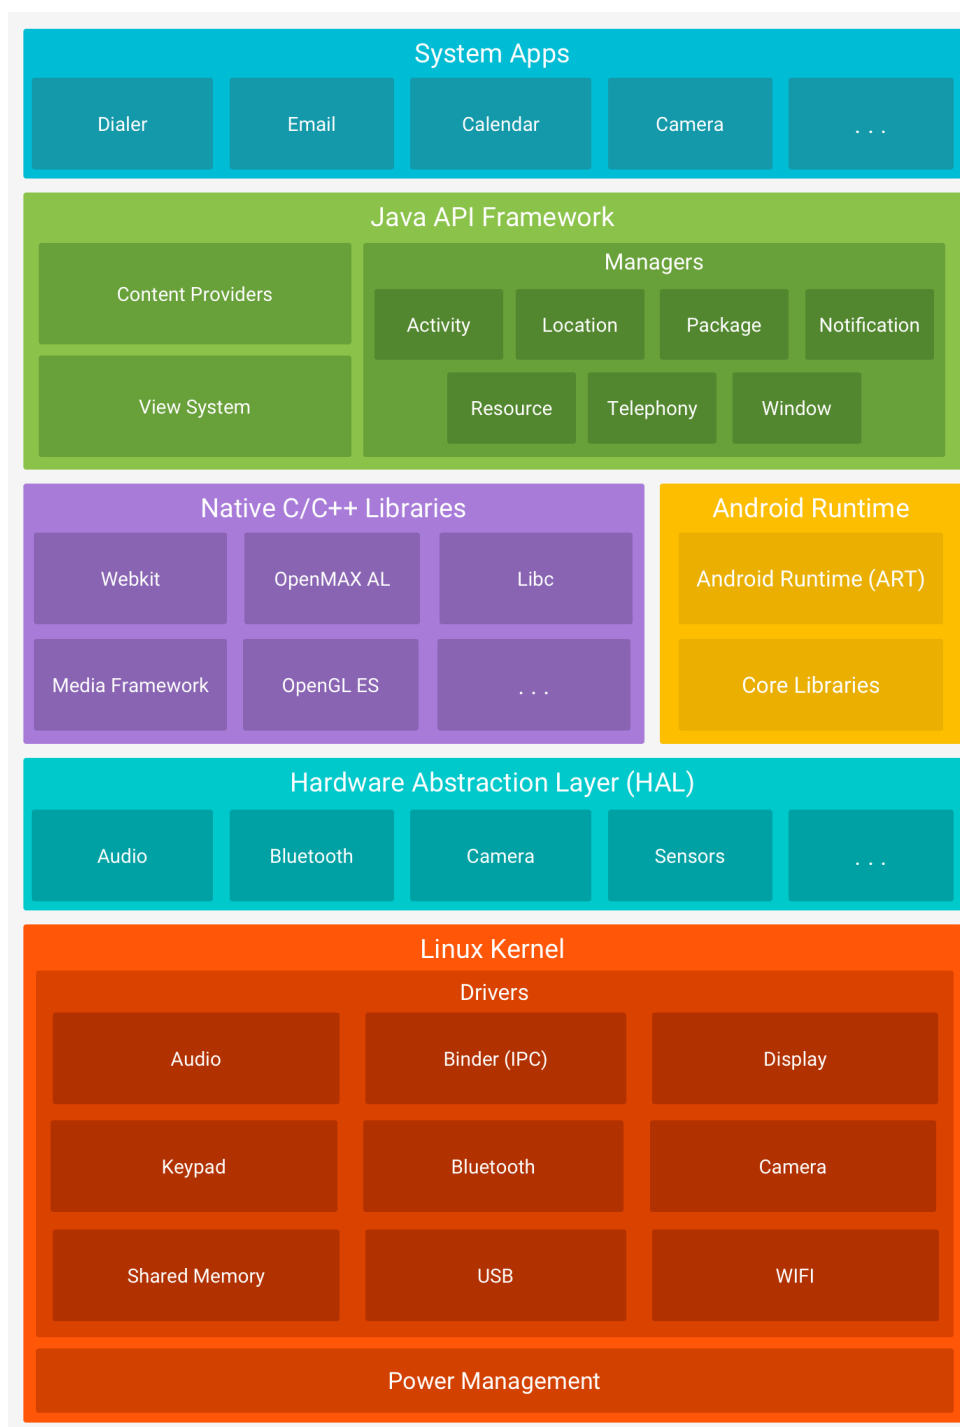 System Apps
Dialer
Email
Calendar
Camera
. . .
Java API Framework
Content Providers
View System
Managers
Activity
Location
Package
Notification
Resource
Telephony
Window
Native C/C++ Libraries
Webkit
OpenMAX AL
Libc
Media Framework
OpenGL ES
. . .
Android Runtime
Android Runtime (ART)
Core Libraries
Hardware Abstraction Layer (HAL)
Audio
Bluetooth
Camera
Sensors
. . .
Linux Kernel
Drivers
Audio
Binder (IPC)
Display
Keypad
Bluetooth
Camera
Shared Memory
USB
WIFI
Power Management